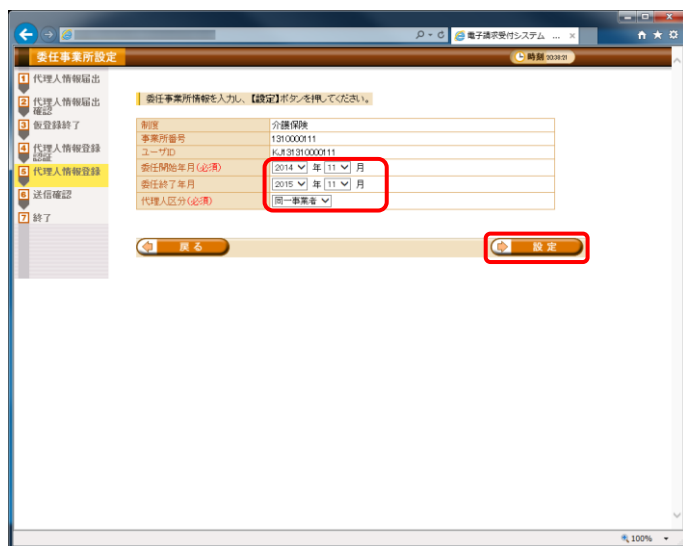 電子請求受付システム ...
委任事業所設定
時刻 20:38:21
1 代理人情報届出
2 代理人情報届出
確認
3 仮登録終了
4 代理人情報登録
認証
5 代理人情報登録
6 送信確認
7 終了
委任事業所情報を入力し、【設定】ボタンを押してください。
制度 介護保険
事業所番号 1310000111
ユーザID KJ131310000111
委任開始年月(必須) 2014 年 11 月
委任終了年月 2015 年 11 月
代理人区分(必須) 同一事業者
戻る
設定
100%